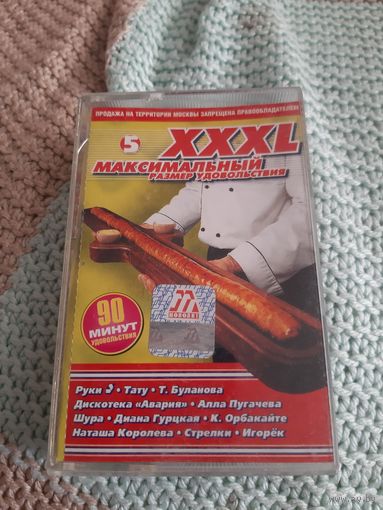 ПРОДАЖА НА ТЕРРИТОРИИ МОСКВЫ ЗАПРЕЩЕНА ПРАВООБЛАДАТЕЛЕМ
5 XXXL
МАКСИМАЛЬНЫЙ
РАЗМЕР УДОВОЛЬСТВИЯ
90
МИНУТ
УДОВОЛЬСТВИЯ
МОНОЛИТ
Руки • Тату • Т. Буланова
Дискотека «Авария» • Алла Пугачева
Шура • Диана Гурцкая • К. Орбакайте
Наташа Королева • Стрелки • Игорёк